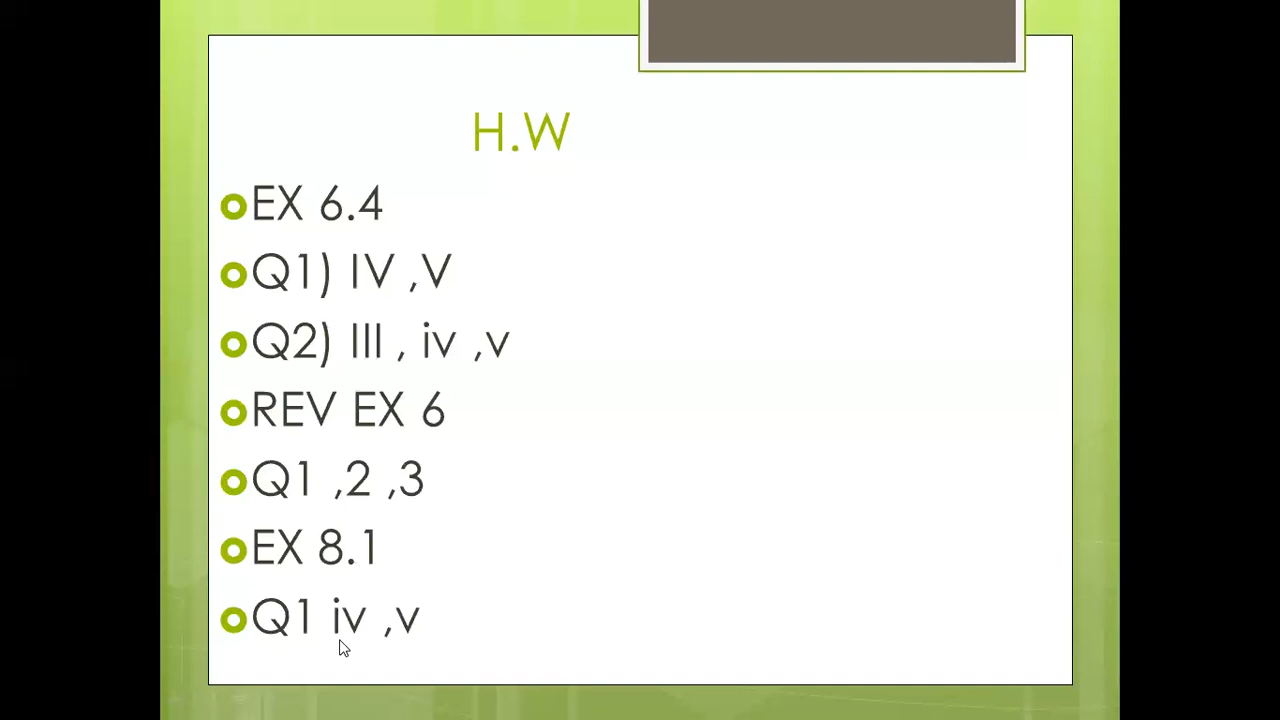 H.W
EX 6.4
Q1) IV ,V
Q2) III , iv ,v
REV EX 6
Q1 ,2 ,3
EX 8.1
Q1 iv ,v